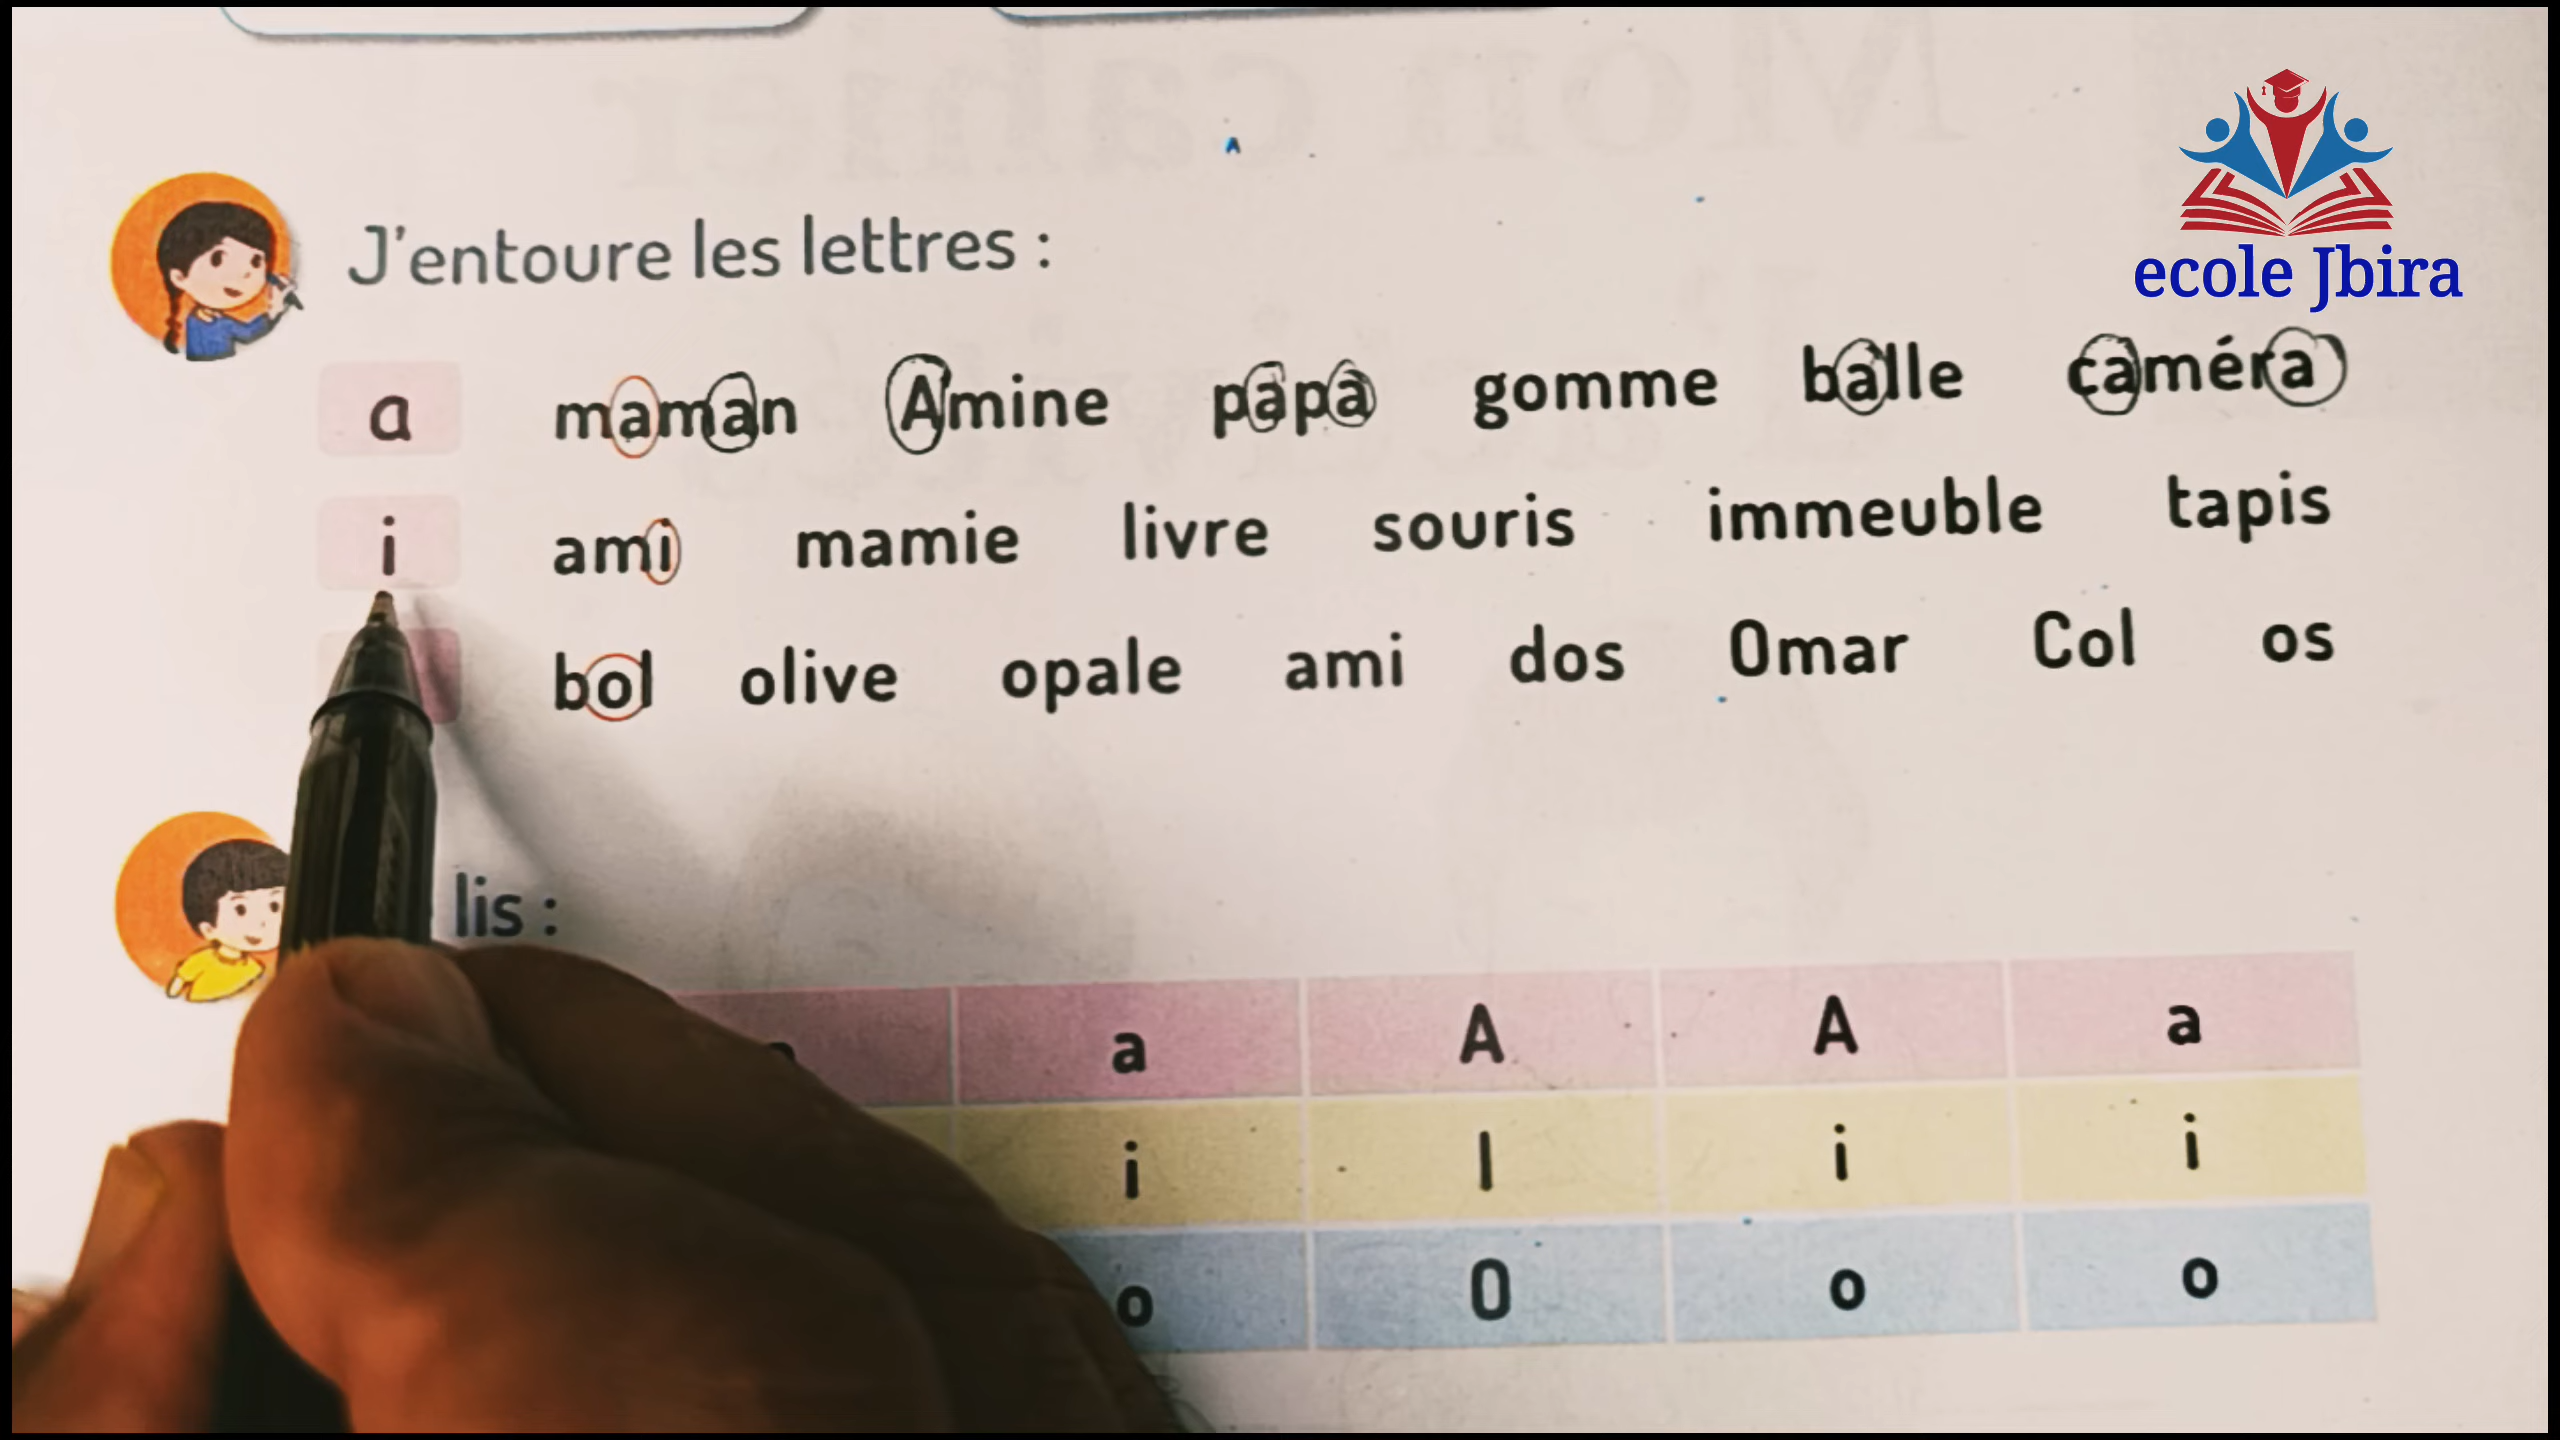 ecole Jbira
J'entoure les lettres :
a maman Amine papa gomme balle caméra
i ami mamie livre souris immeuble tapis
bol olive opale ami dos Omar Col os
lis :
a A A a
i I i i
o O o o